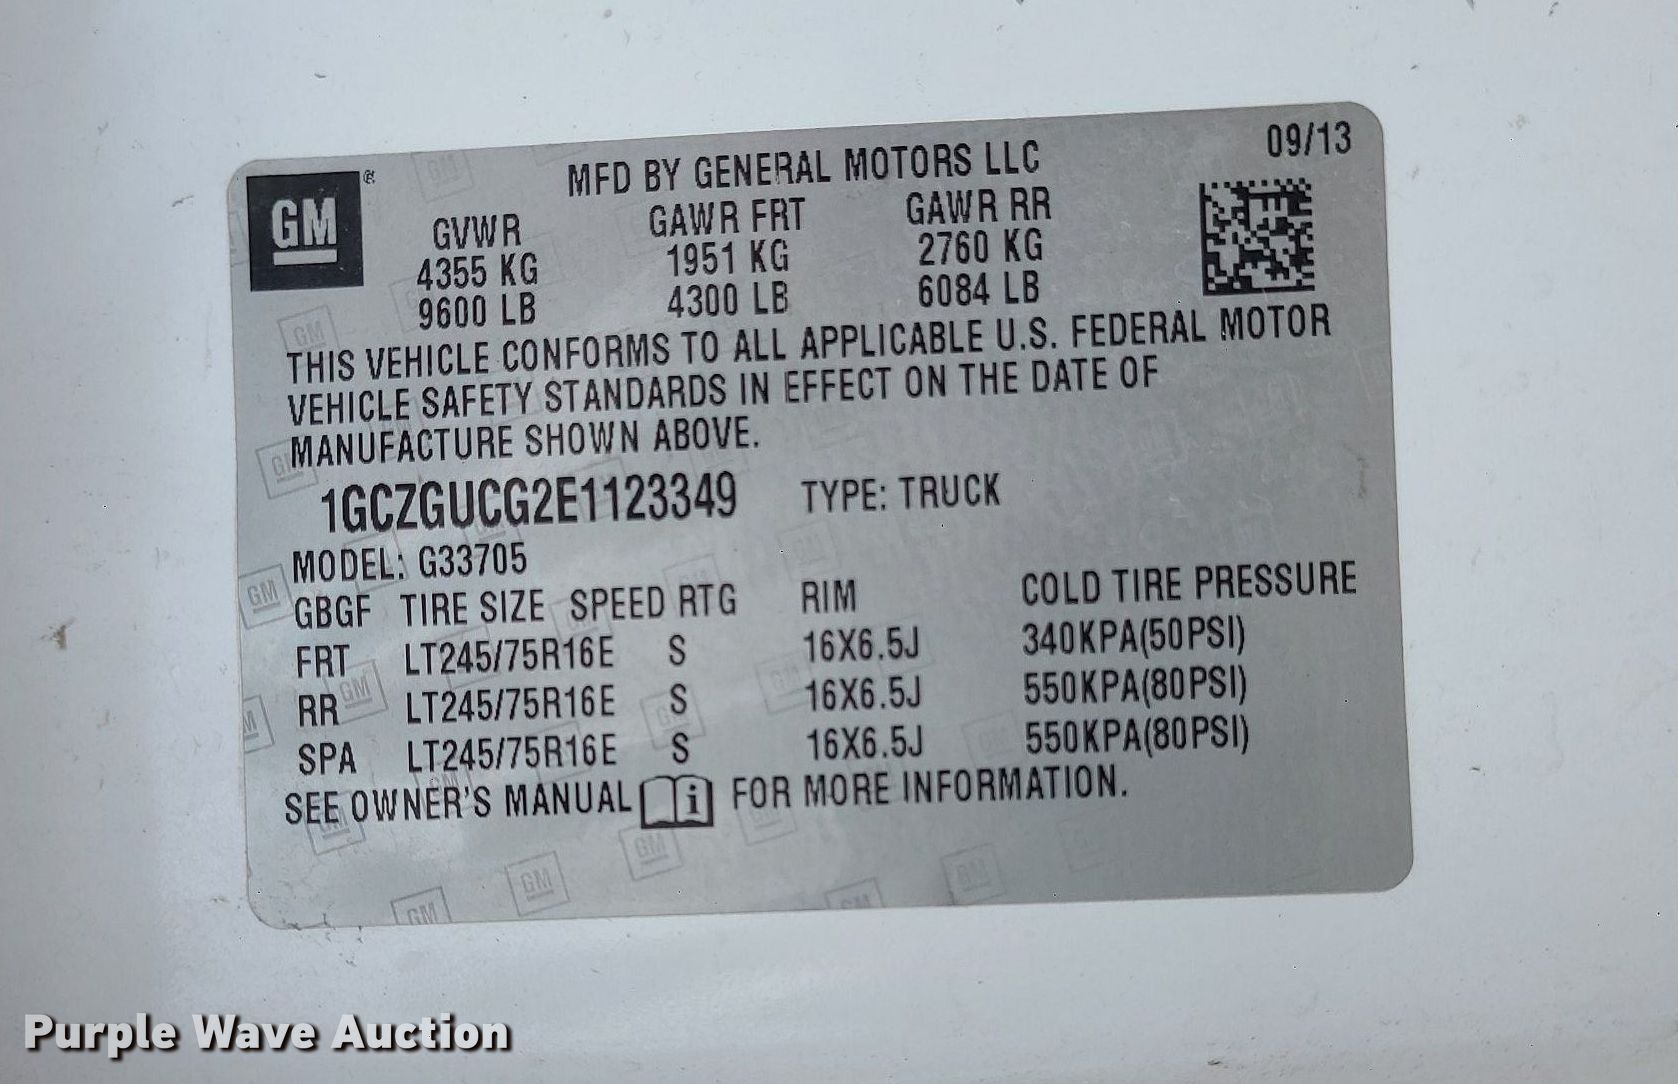 09/13
GM ®
MFD BY GENERAL MOTORS LLC
GVWR GAWR FRT GAWR RR
4355 KG 1951 KG 2760 KG
9600 LB 4300 LB 6084 LB
THIS VEHICLE CONFORMS TO ALL APPLICABLE U.S. FEDERAL MOTOR
VEHICLE SAFETY STANDARDS IN EFFECT ON THE DATE OF
MANUFACTURE SHOWN ABOVE.
1GCZGUCG2E1123349 TYPE: TRUCK
MODEL: G33705
GBGF TIRE SIZE SPEED RTG RIM COLD TIRE PRESSURE
FRT LT245/75R16E S 16X6.5J 340KPA(50PSI)
RR LT245/75R16E S 16X6.5J 550KPA(80PSI)
SPA LT245/75R16E S 16X6.5J 550KPA(80PSI)
SEE OWNER'S MANUAL i FOR MORE INFORMATION.
Purple Wave Auction